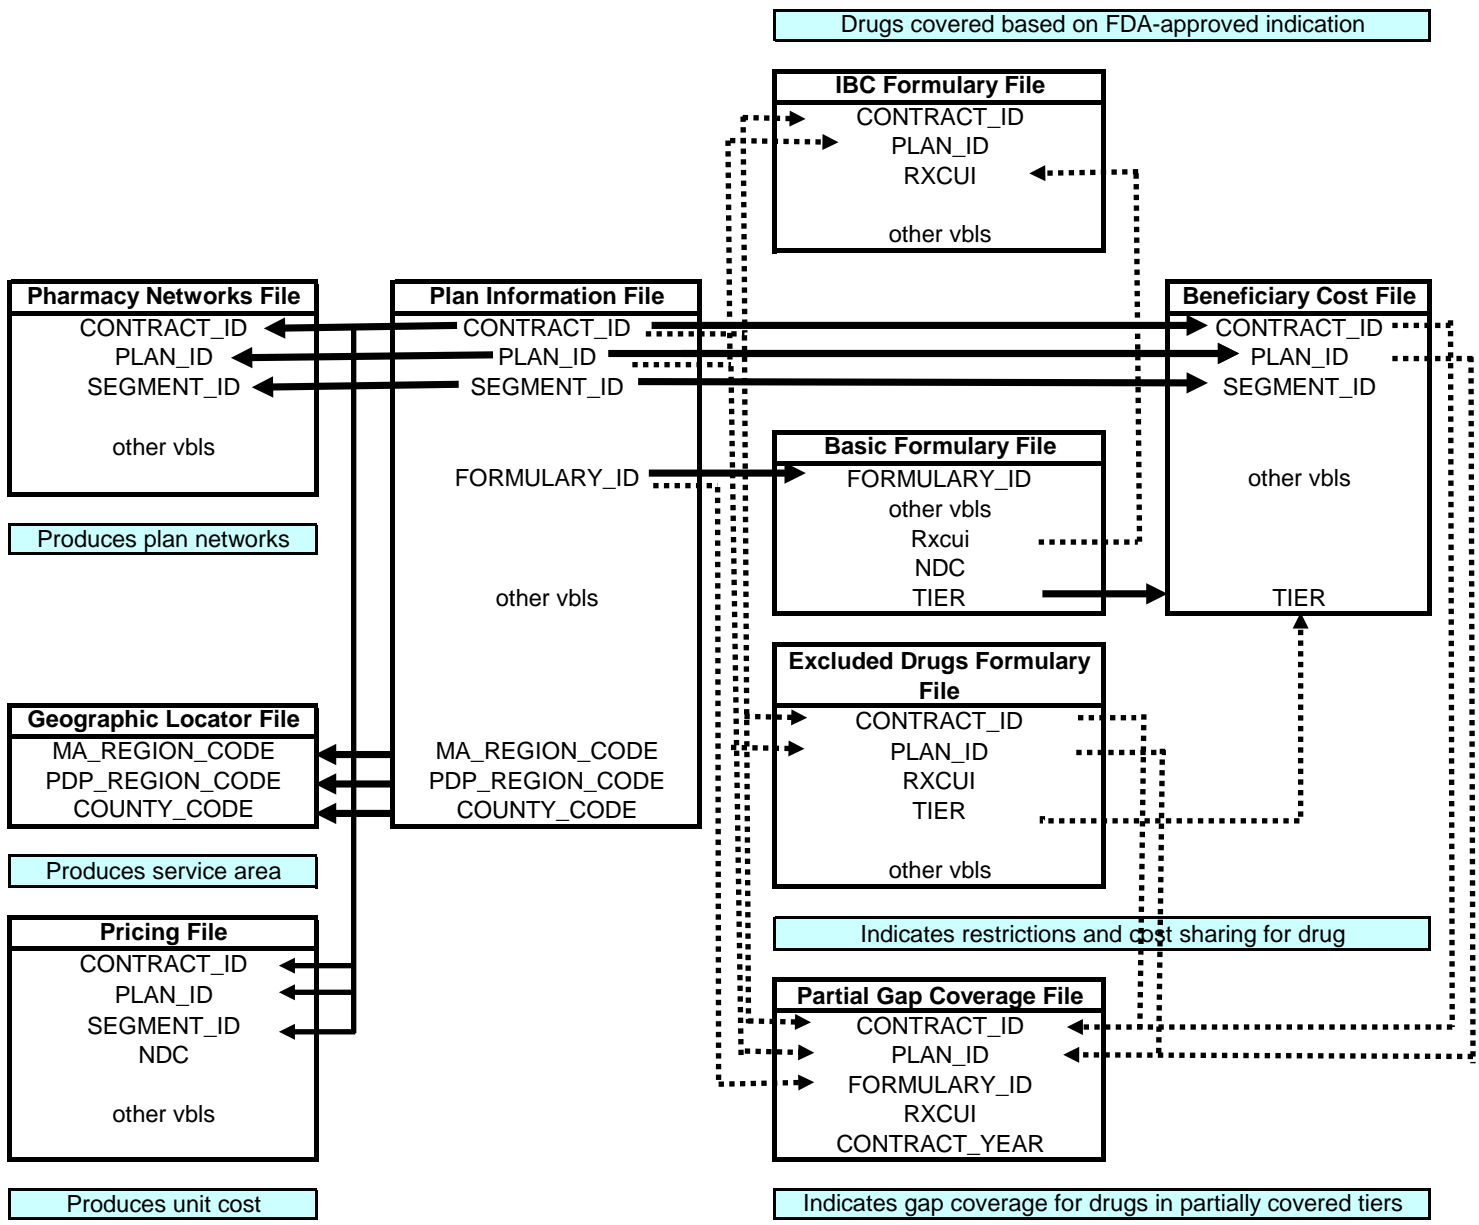 Drugs covered based on FDA-approved indication
IBC Formulary File
CONTRACT_ID
PLAN_ID
RXCUI
other vbls
Pharmacy Networks File
CONTRACT_ID
PLAN_ID
SEGMENT_ID
other vbls
Produces plan networks
Plan Information File
CONTRACT_ID
PLAN_ID
SEGMENT_ID
FORMULARY_ID
other vbls
MA_REGION_CODE
PDP_REGION_CODE
COUNTY_CODE
Beneficiary Cost File
CONTRACT_ID
PLAN_ID
SEGMENT_ID
other vbls
TIER
Basic Formulary File
FORMULARY_ID
other vbls
Rxcui
NDC
TIER
Excluded Drugs Formulary
File
CONTRACT_ID
PLAN_ID
RXCUI
TIER
other vbls
Geographic Locator File
MA_REGION_CODE
PDP_REGION_CODE
COUNTY_CODE
Produces service area
Pricing File
CONTRACT_ID
PLAN_ID
SEGMENT_ID
NDC
other vbls
Produces unit cost
Indicates restrictions and cost sharing for drug
Partial Gap Coverage File
CONTRACT_ID
PLAN_ID
FORMULARY_ID
RXCUI
CONTRACT_YEAR
Indicates gap coverage for drugs in partially covered tiers